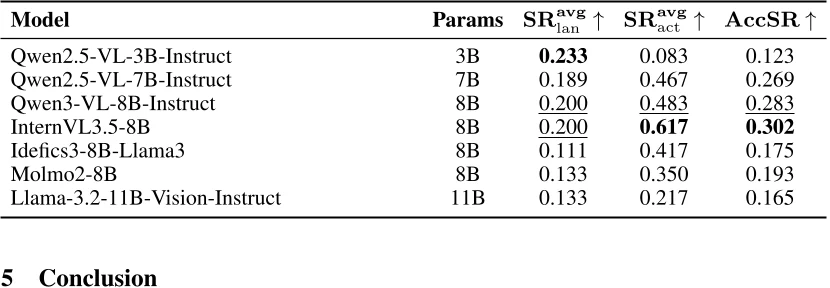 Model Params SR_lan^avg ↑ SR_act^avg ↑ AccSR ↑
Qwen2.5-VL-3B-Instruct 3B 0.233 0.083 0.123
Qwen2.5-VL-7B-Instruct 7B 0.189 0.467 0.269
Qwen3-VL-8B-Instruct 8B 0.200 0.483 0.283
InternVL3.5-8B 8B 0.200 0.617 0.302
Idefics3-8B-Llama3 8B 0.111 0.417 0.175
Molmo2-8B 8B 0.133 0.350 0.193
Llama-3.2-11B-Vision-Instruct 11B 0.133 0.217 0.165
5 Conclusion